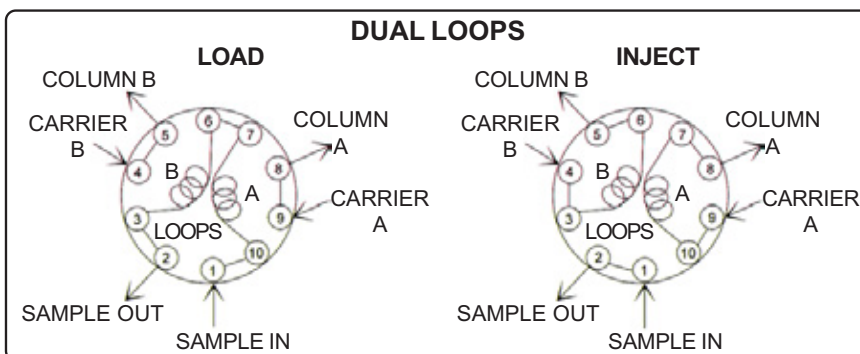 DUAL LOOPS
LOAD
COLUMN B
CARRIER
B
COLUMN
A
CARRIER
A
B
A
LOOPS
SAMPLE OUT
SAMPLE IN
6
5
7
4
8
3
9
2
10
1
INJECT
COLUMN B
CARRIER
B
COLUMN
A
CARRIER
A
B
A
LOOPS
SAMPLE OUT
SAMPLE IN
6
5
7
4
8
3
9
2
10
1